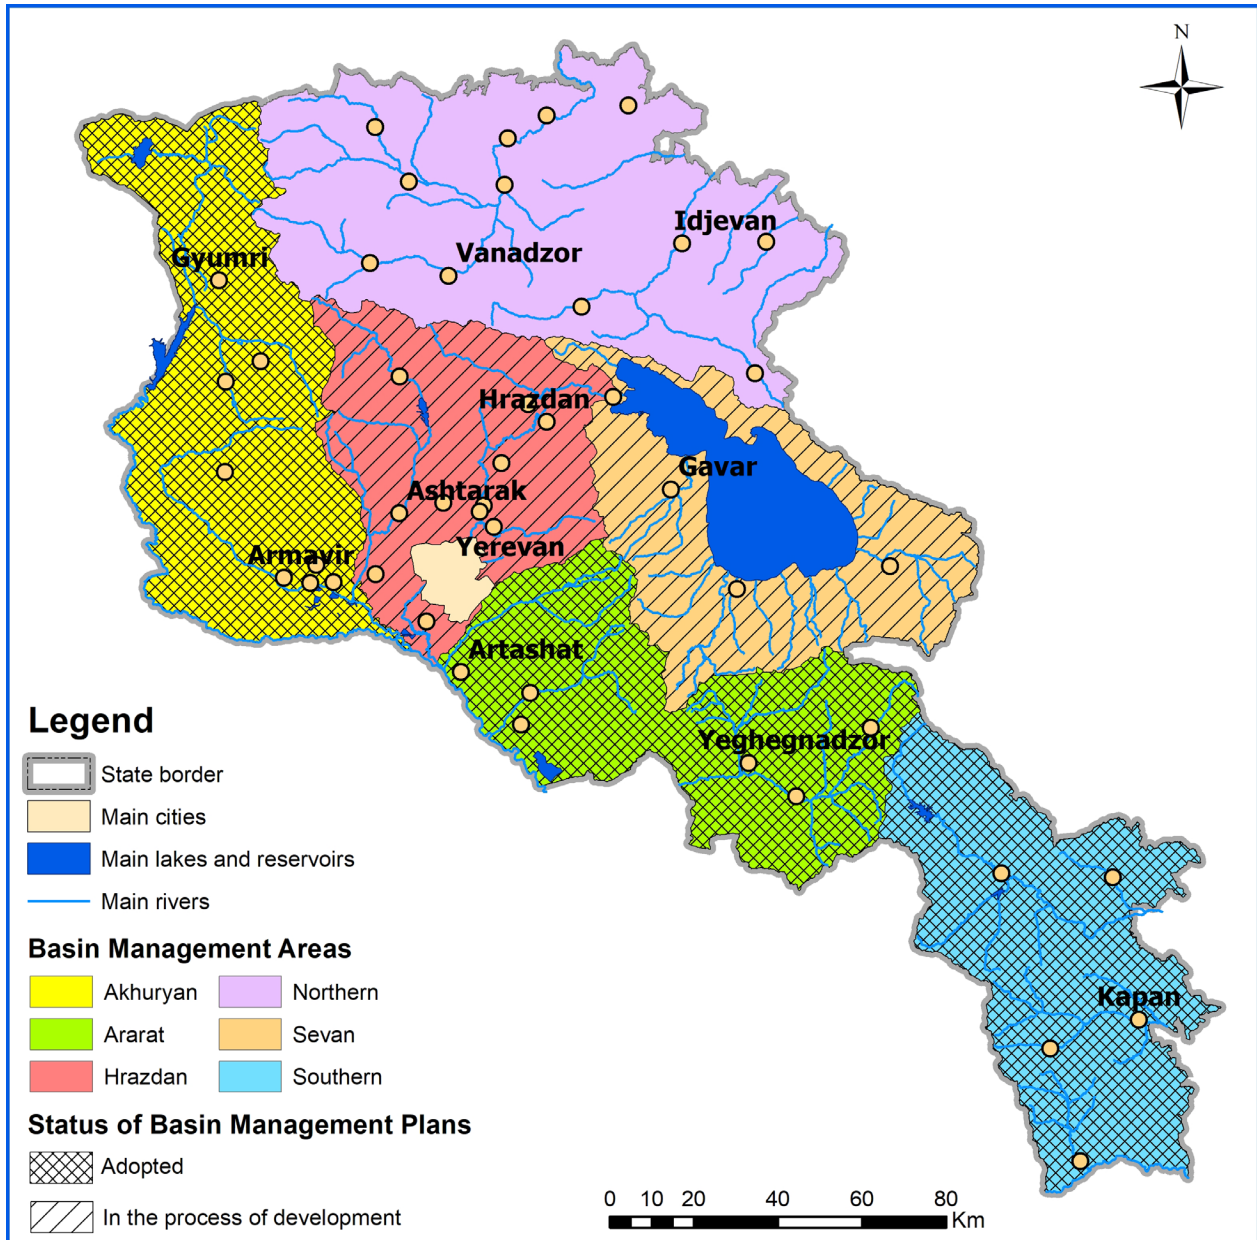 N
Idjevan
Vanadzor
Gyumri
Hrazdan
Gavar
Ashtarak
Yerevan
Armavir
Artashat
Yeghegnadzor
Kapan
Legend
State border
Main cities
Main lakes and reservoirs
Main rivers
Basin Management Areas
Akhuryan Northern
Ararat Sevan
Hrazdan Southern
Status of Basin Management Plans
Adopted
In the process of development
0 10 20 40 60 80
Km